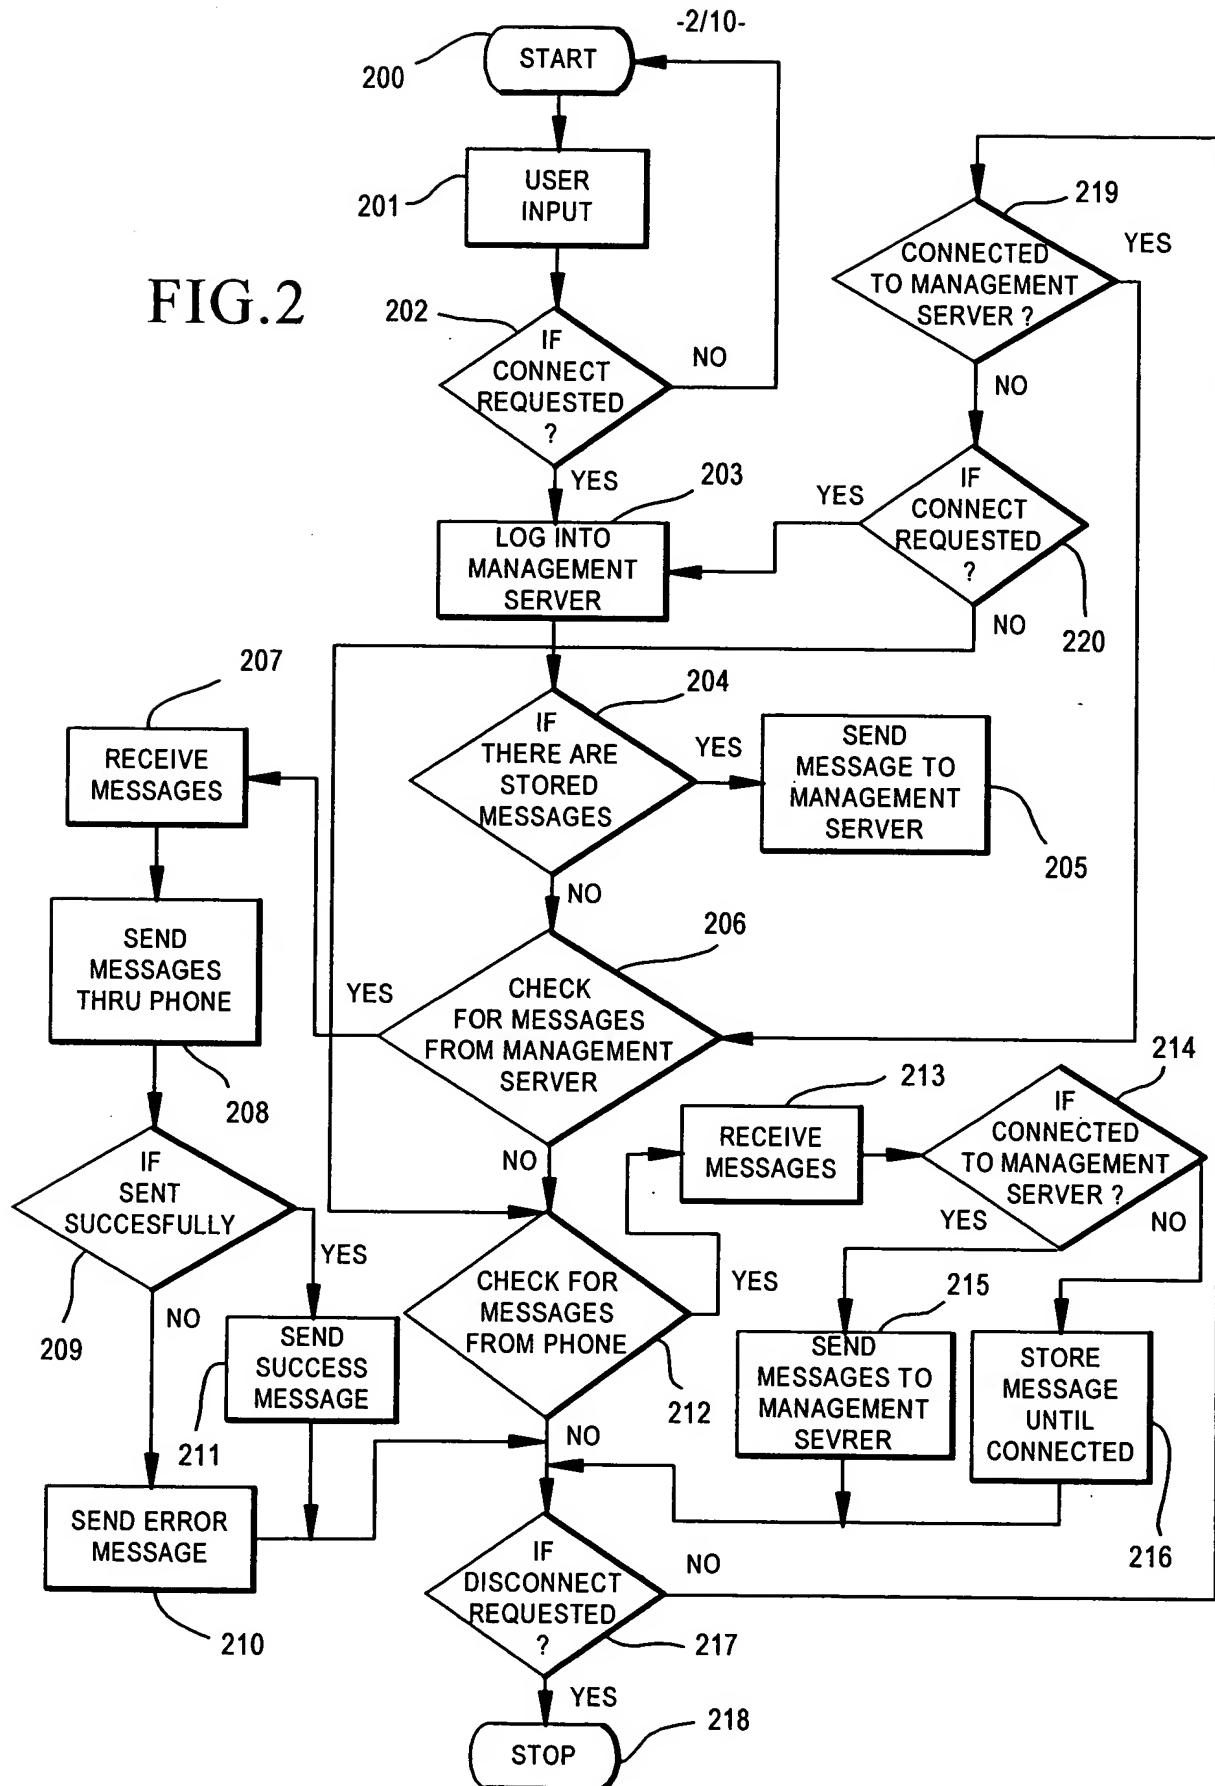 -2/10-
200
START
201
USER
INPUT
FIG.2
202
IF
CONNECT
REQUESTED
?
NO
YES
219
CONNECTED
TO MANAGEMENT
SERVER ?
YES
NO
203
LOG INTO
MANAGEMENT
SERVER
YES
IF
CONNECT
REQUESTED
?
NO
220
207
RECEIVE
MESSAGES
204
IF
THERE ARE
STORED
MESSAGES
YES
NO
SEND
MESSAGE TO
MANAGEMENT
SERVER
205
SEND
MESSAGES
THRU PHONE
208
YES
206
CHECK
FOR MESSAGES
FROM MANAGEMENT
SERVER
NO
213
RECEIVE
MESSAGES
214
IF
CONNECTED
TO MANAGEMENT
SERVER ?
YES
NO
IF
SENT
SUCCESFULLY
209
YES
NO
CHECK FOR
MESSAGES
FROM PHONE
YES
212
NO
215
SEND
MESSAGES TO
MANAGEMENT
SEVRER
STORE
MESSAGE
UNTIL
CONNECTED
216
SEND
SUCCESS
MESSAGE
211
SEND ERROR
MESSAGE
210
IF
DISCONNECT
REQUESTED
?
NO
217
YES
STOP
218